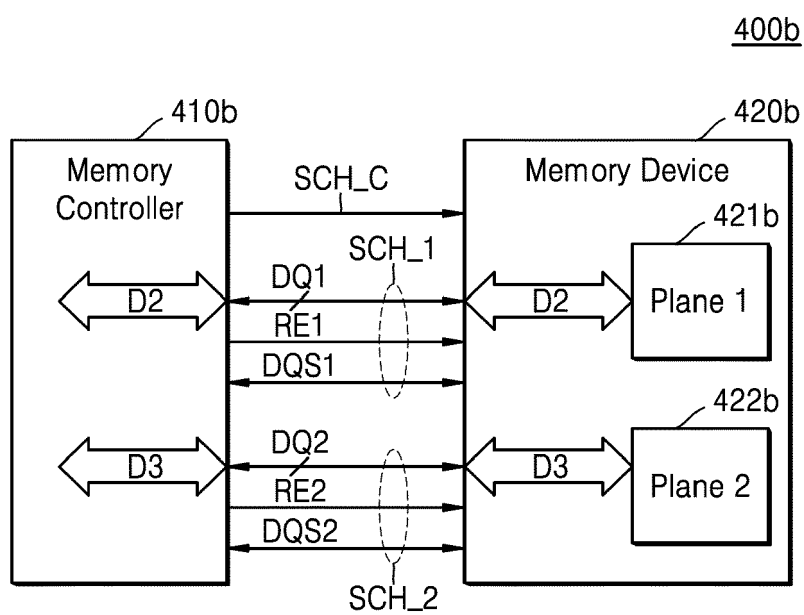 400b
410b
420b
Memory
Controller
SCH_C
Memory Device
421b
SCH_1
D2
DQ1
D2
Plane 1
RE1
DQS1
422b
D3
DQ2
D3
Plane 2
RE2
DQS2
SCH_2